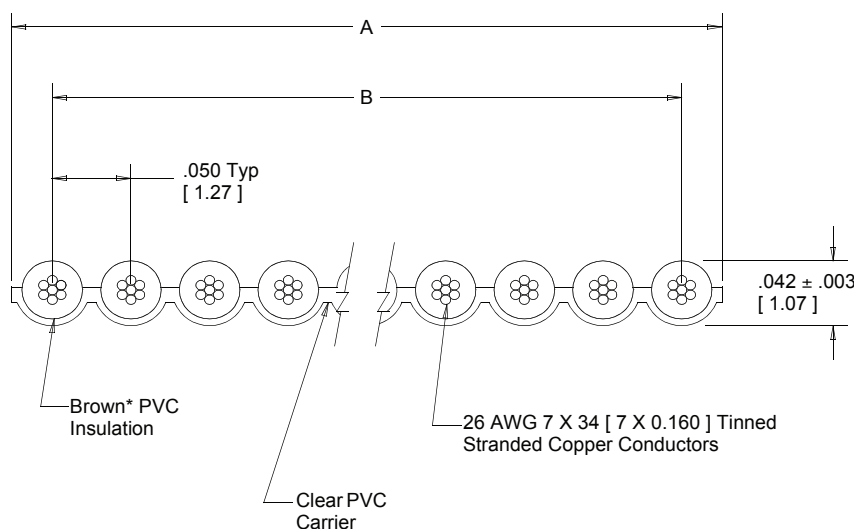 A
B
.050 Typ
[ 1.27 ]
.042 ± .003
[ 1.07 ]
Brown* PVC
Insulation
26 AWG 7 X 34 [ 7 X 0.160 ] Tinned
Stranded Copper Conductors
Clear PVC
Carrier